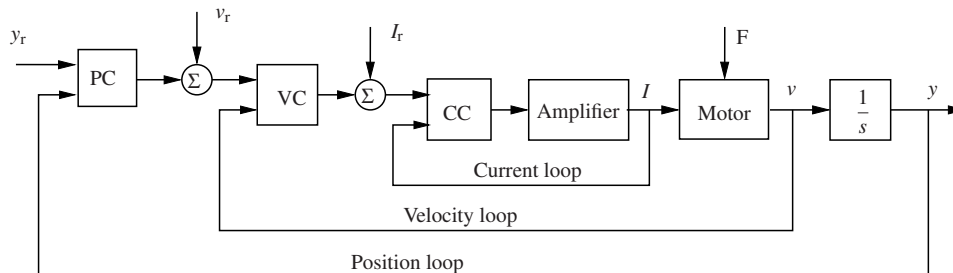 v_r
I_r
F
y_r
PC
Σ
VC
Σ
CC
Amplifier
I
Motor
v
1/s
y
Current loop
Velocity loop
Position loop